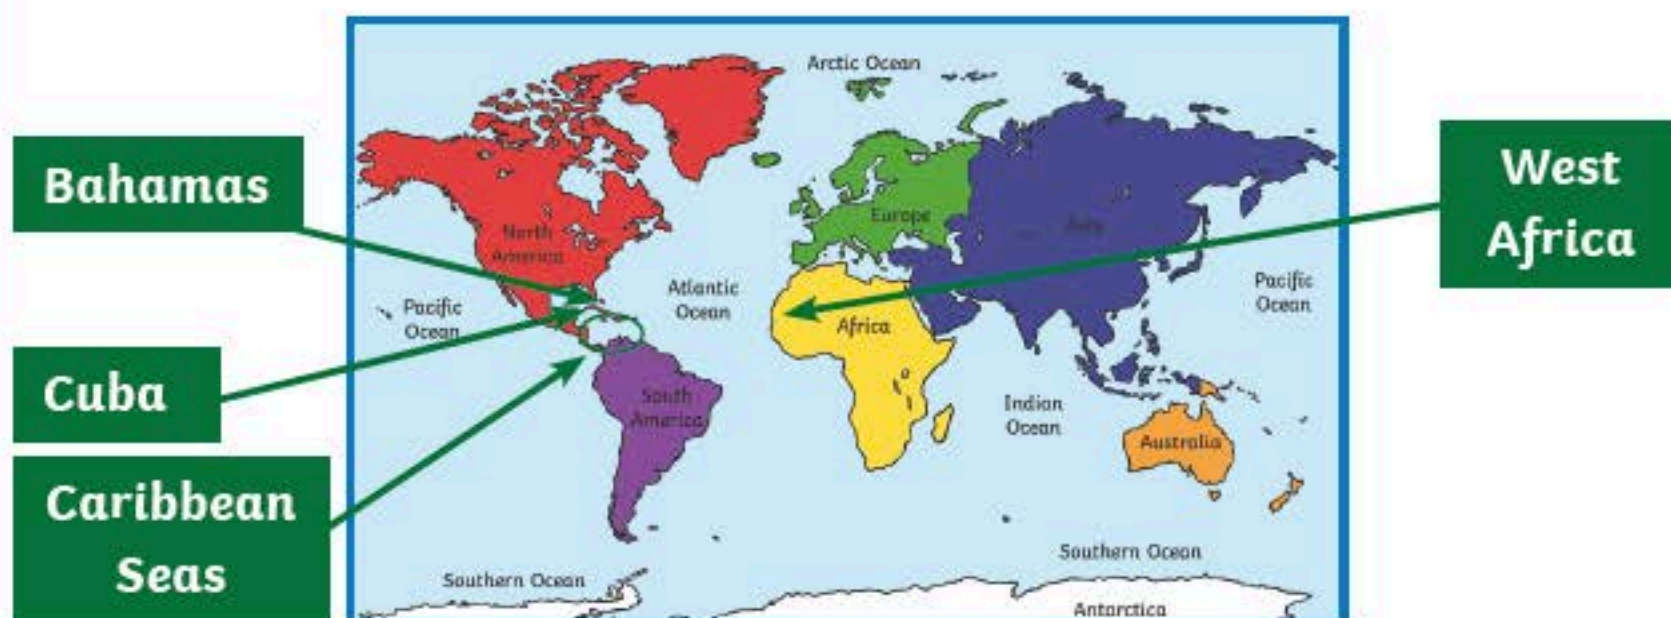 Arctic Ocean
Bahamas
West
Africa
Europe
Asia
North
America
Atlantic
Ocean
Pacific
Ocean
Pacific
Ocean
Africa
Cuba
South
America
Indian
Ocean
Australia
Caribbean
Seas
Southern Ocean
Southern Ocean
Antarctica